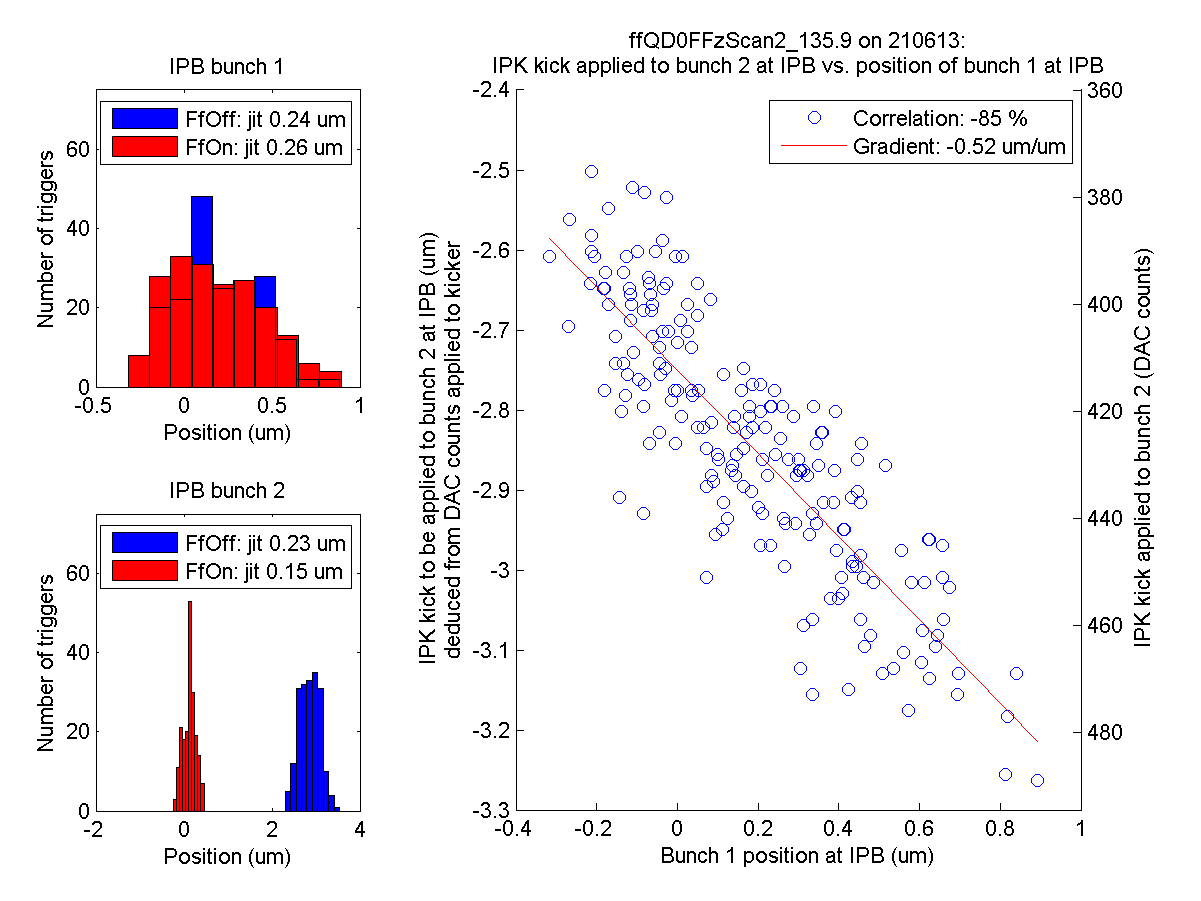 IPB bunch 1
FfOff: jit 0.24 um
FfOn: jit 0.26 um
Number of triggers
60
40
20
0
-0.5 0 0.5 1
Position (um)
IPB bunch 2
FfOff: jit 0.23 um
FfOn: jit 0.15 um
Number of triggers
60
40
20
0
-2 0 2 4
Position (um)
ffQD0FFzScan2_135.9 on 210613:
IPK kick applied to bunch 2 at IPB vs. position of bunch 1 at IPB
Correlation: -85 %
Gradient: -0.52 um/um
IPK kick to be applied to bunch 2 at IPB (um)
deduced from DAC counts applied to kicker
-2.4
-2.5
-2.6
-2.7
-2.8
-2.9
-3
-3.1
-3.2
-3.3
-0.4 -0.2 0 0.2 0.4 0.6 0.8 1
Bunch 1 position at IPB (um)
360
380
400
420
440
460
480
IPK kick applied to bunch 2 (DAC counts)